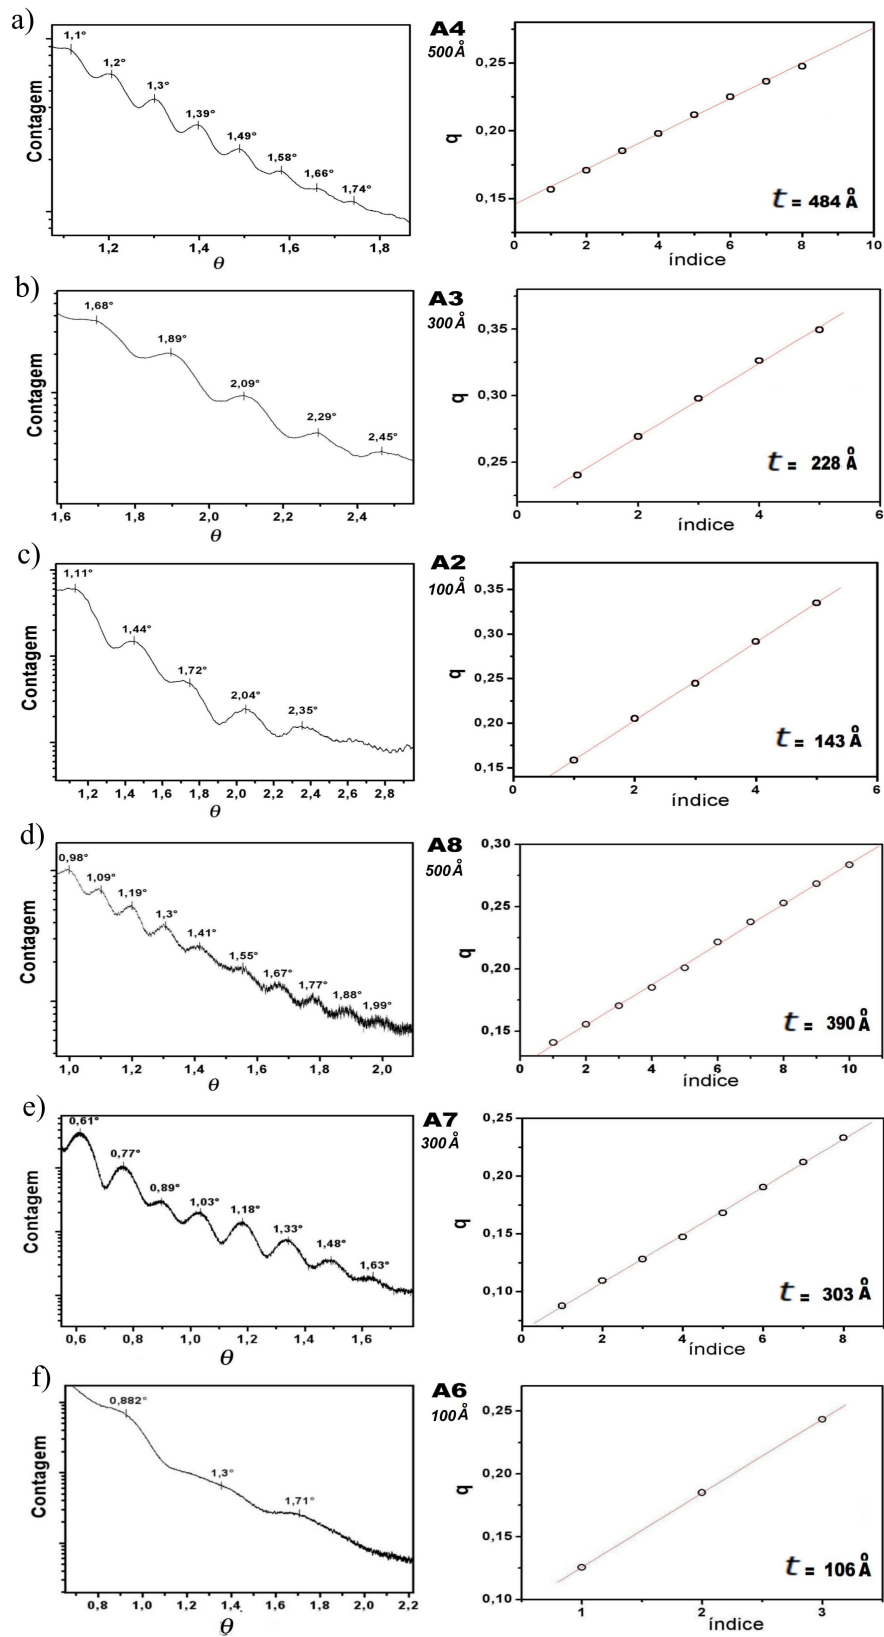 a)
1,1°
1,2°
1,3°
1,39°
1,49°
1,58°
1,66°
1,74°
Contagem
1,2 1,4 1,6 1,8
θ
A4
500 Å
0,25
0,20
0,15
q
t = 484 Å
0 2 4 6 8 10
índice
b)
1,68°
1,89°
2,09°
2,29°
2,45°
Contagem
1,6 1,8 2,0 2,2 2,4
θ
A3
300 Å
0,35
0,30
0,25
q
t = 228 Å
0 2 4 6
índice
c)
1,11°
1,44°
1,72°
2,04°
2,35°
Contagem
1,2 1,4 1,6 1,8 2,0 2,2 2,4 2,6 2,8
θ
A2
100 Å
0,35
0,30
0,25
0,20
0,15
q
t = 143 Å
0 2 4 6
índice
d)
0,98°
1,09°
1,19°
1,3°
1,41°
1,55°
1,67°
1,77°
1,88°
1,99°
Contagem
1,0 1,2 1,4 1,6 1,8 2,0
θ
A8
500 Å
0,30
0,25
0,20
0,15
q
t = 390 Å
0 2 4 6 8 10
índice
e)
0,61°
0,77°
0,89°
1,03°
1,18°
1,33°
1,48°
1,63°
Contagem
0,6 0,8 1,0 1,2 1,4 1,6
θ
A7
300 Å
0,25
0,20
0,15
0,10
q
t = 303 Å
0 2 4 6 8
índice
f)
0,882°
1,3°
1,71°
Contagem
0,8 1,0 1,2 1,4 1,6 1,8 2,0 2,2
θ
A6
100 Å
0,25
0,20
0,15
0,10
q
t = 106 Å
1 2 3
índice